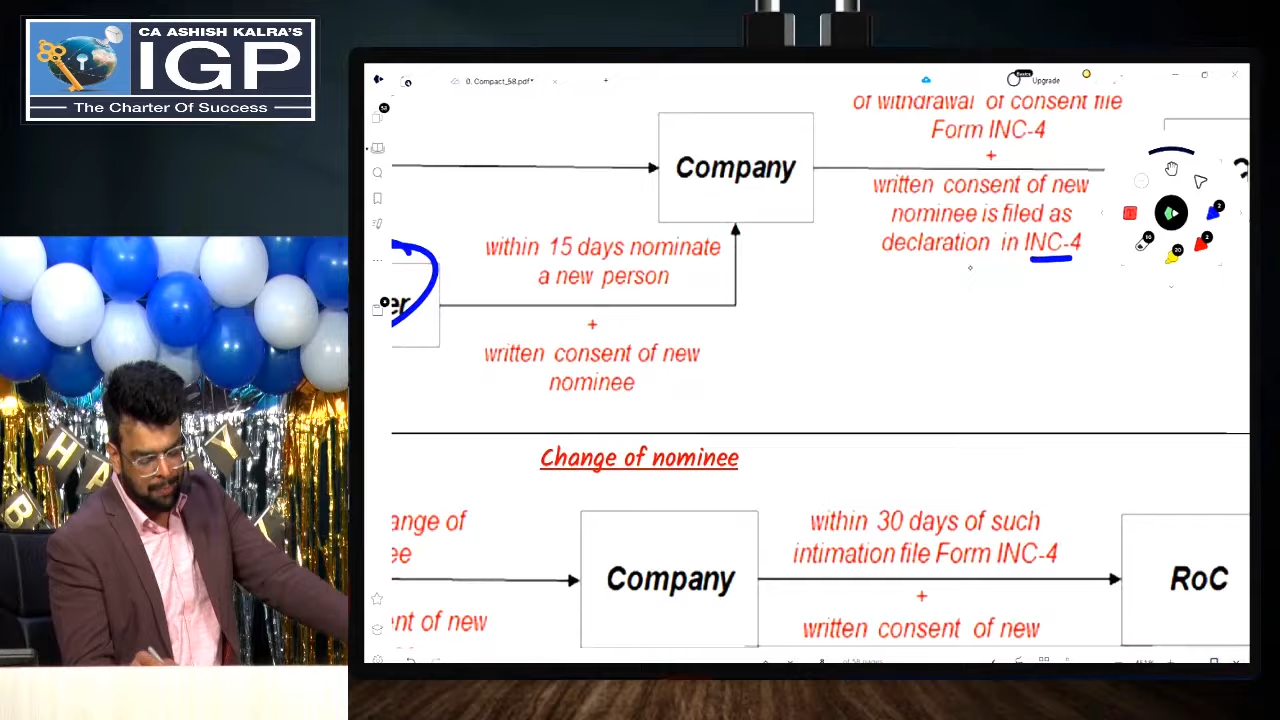 CA ASHISH KALRA'S
IGP
The Charter Of Success
0. Compact_58.pdf*
Upgrade
of withdrawal of consent file
Form INC-4
+
written consent of new
nominee is filed as
declaration in INC-4
Company
within 15 days nominate
a new person
+
written consent of new
nominee
er
Change of nominee
ange of
ee
ent of new
Company
within 30 days of such
intimation file Form INC-4
+
written consent of new
RoC
HA
Y
B